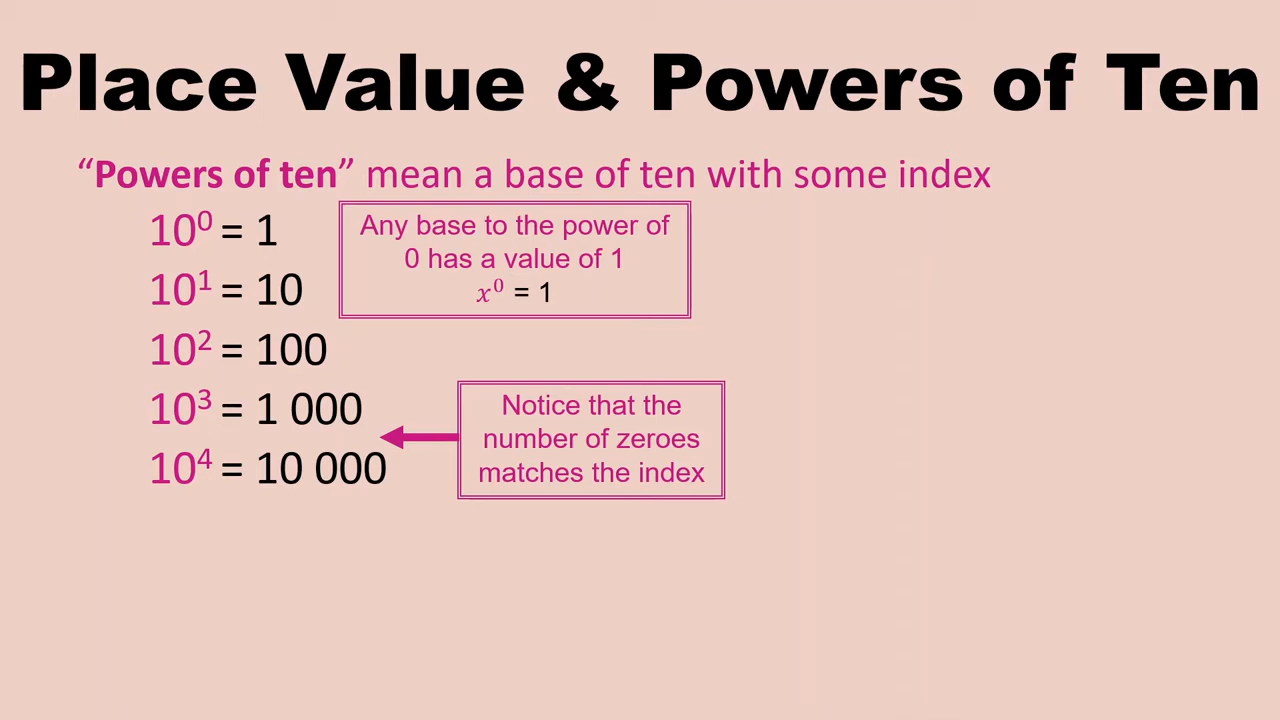 Place Value & Powers of Ten
“Powers of ten” mean a base of ten with some index
10⁰ = 1
10¹ = 10
10² = 100
10³ = 1 000
10⁴ = 10 000
Any base to the power of
0 has a value of 1
x⁰ = 1
Notice that the
number of zeroes
matches the index